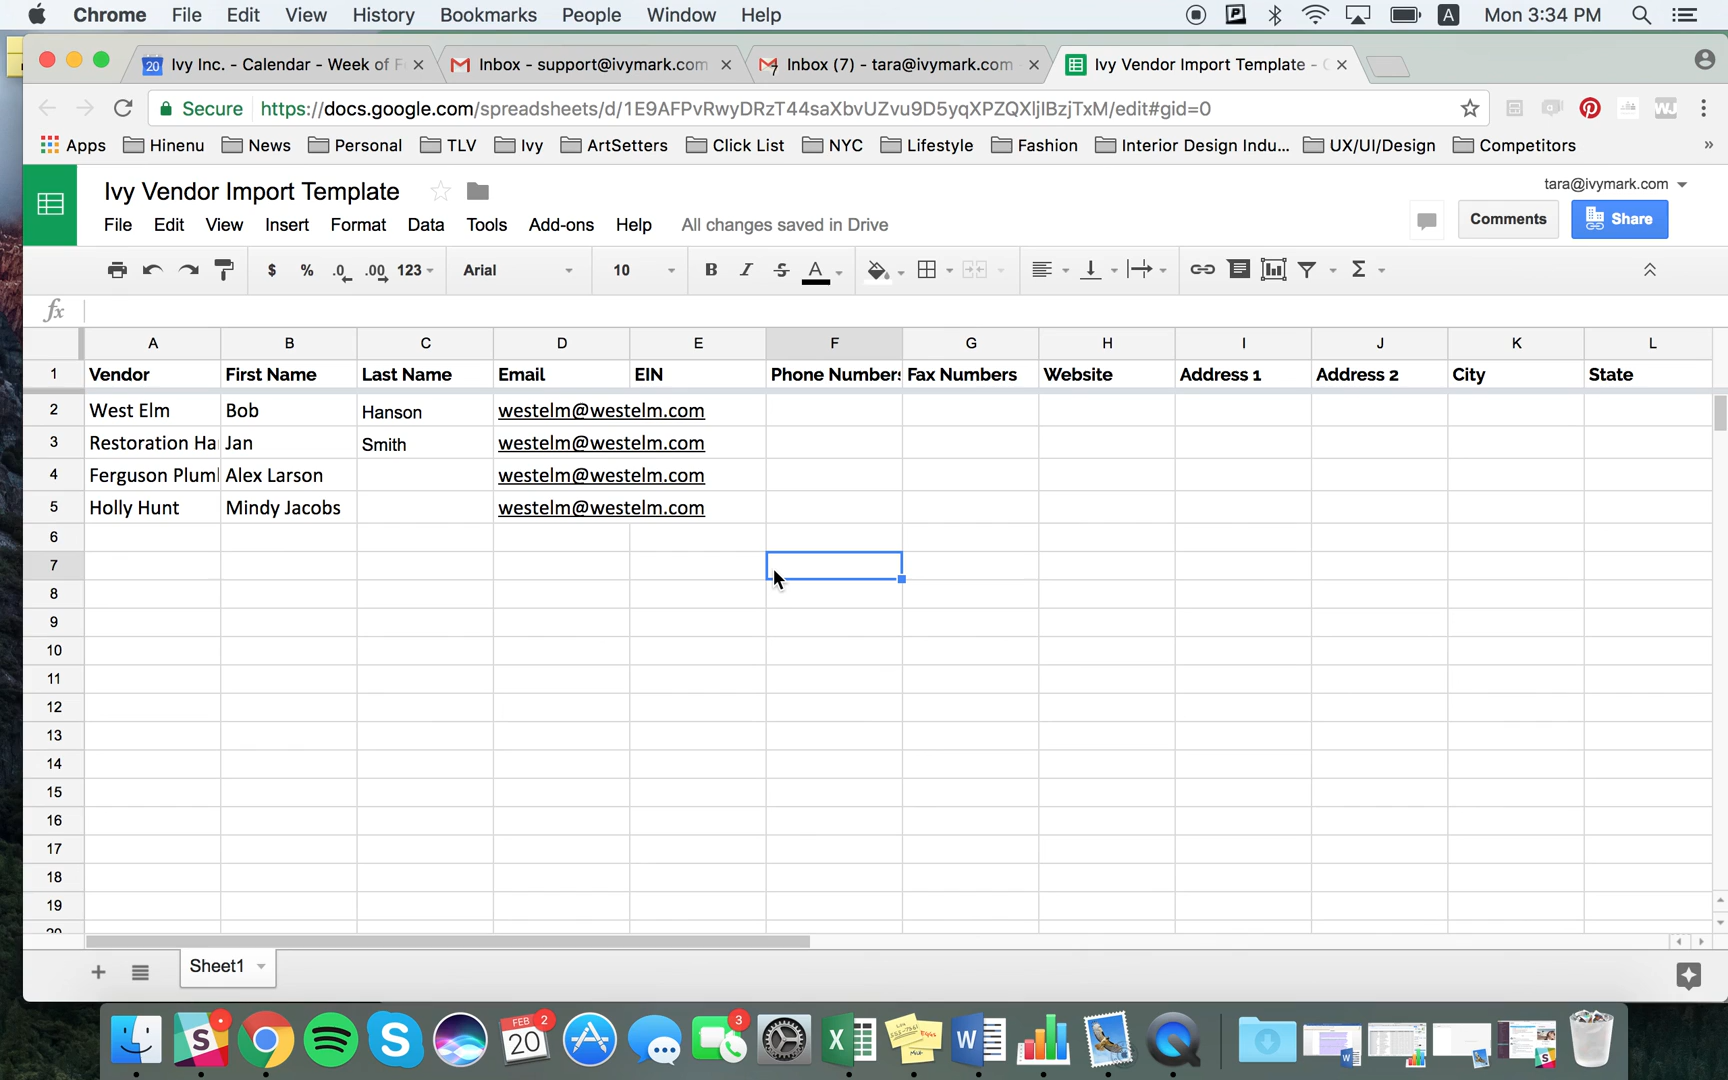 Chrome File Edit View History Bookmarks People Window Help A Mon 3:34 PM
20 Ivy Inc. - Calendar - Week of F Inbox - support@ivymark.com Inbox (7) - tara@ivymark.com Ivy Vendor Import Template -
Secure https://docs.google.com/spreadsheets/d/1E9AFPvRwyDRzT44saXbvUZvu9D5yqXPZQXljIBzjTxM/edit#gid=0
Apps Hinenu News Personal TLV Ivy ArtSetters Click List NYC Lifestyle Fashion Interior Design Indu... UX/UI/Design Competitors »
Ivy Vendor Import Template
tara@ivymark.com
File Edit View Insert Format Data Tools Add-ons Help All changes saved in Drive
Comments Share
$ % .0 .00 123 Arial 10 B I S A Σ
fx
A B C D E F G H I J K L
1 Vendor First Name Last Name Email EIN Phone Numbers Fax Numbers Website Address 1 Address 2 City State
2 West Elm Bob Hanson westelm@westelm.com
3 Restoration Ha Jan Smith westelm@westelm.com
4 Ferguson Plum Alex Larson westelm@westelm.com
5 Holly Hunt Mindy Jacobs westelm@westelm.com
6
7
8
9
10
11
12
13
14
15
16
17
18
19
20
Sheet1
FEB 2 3
20